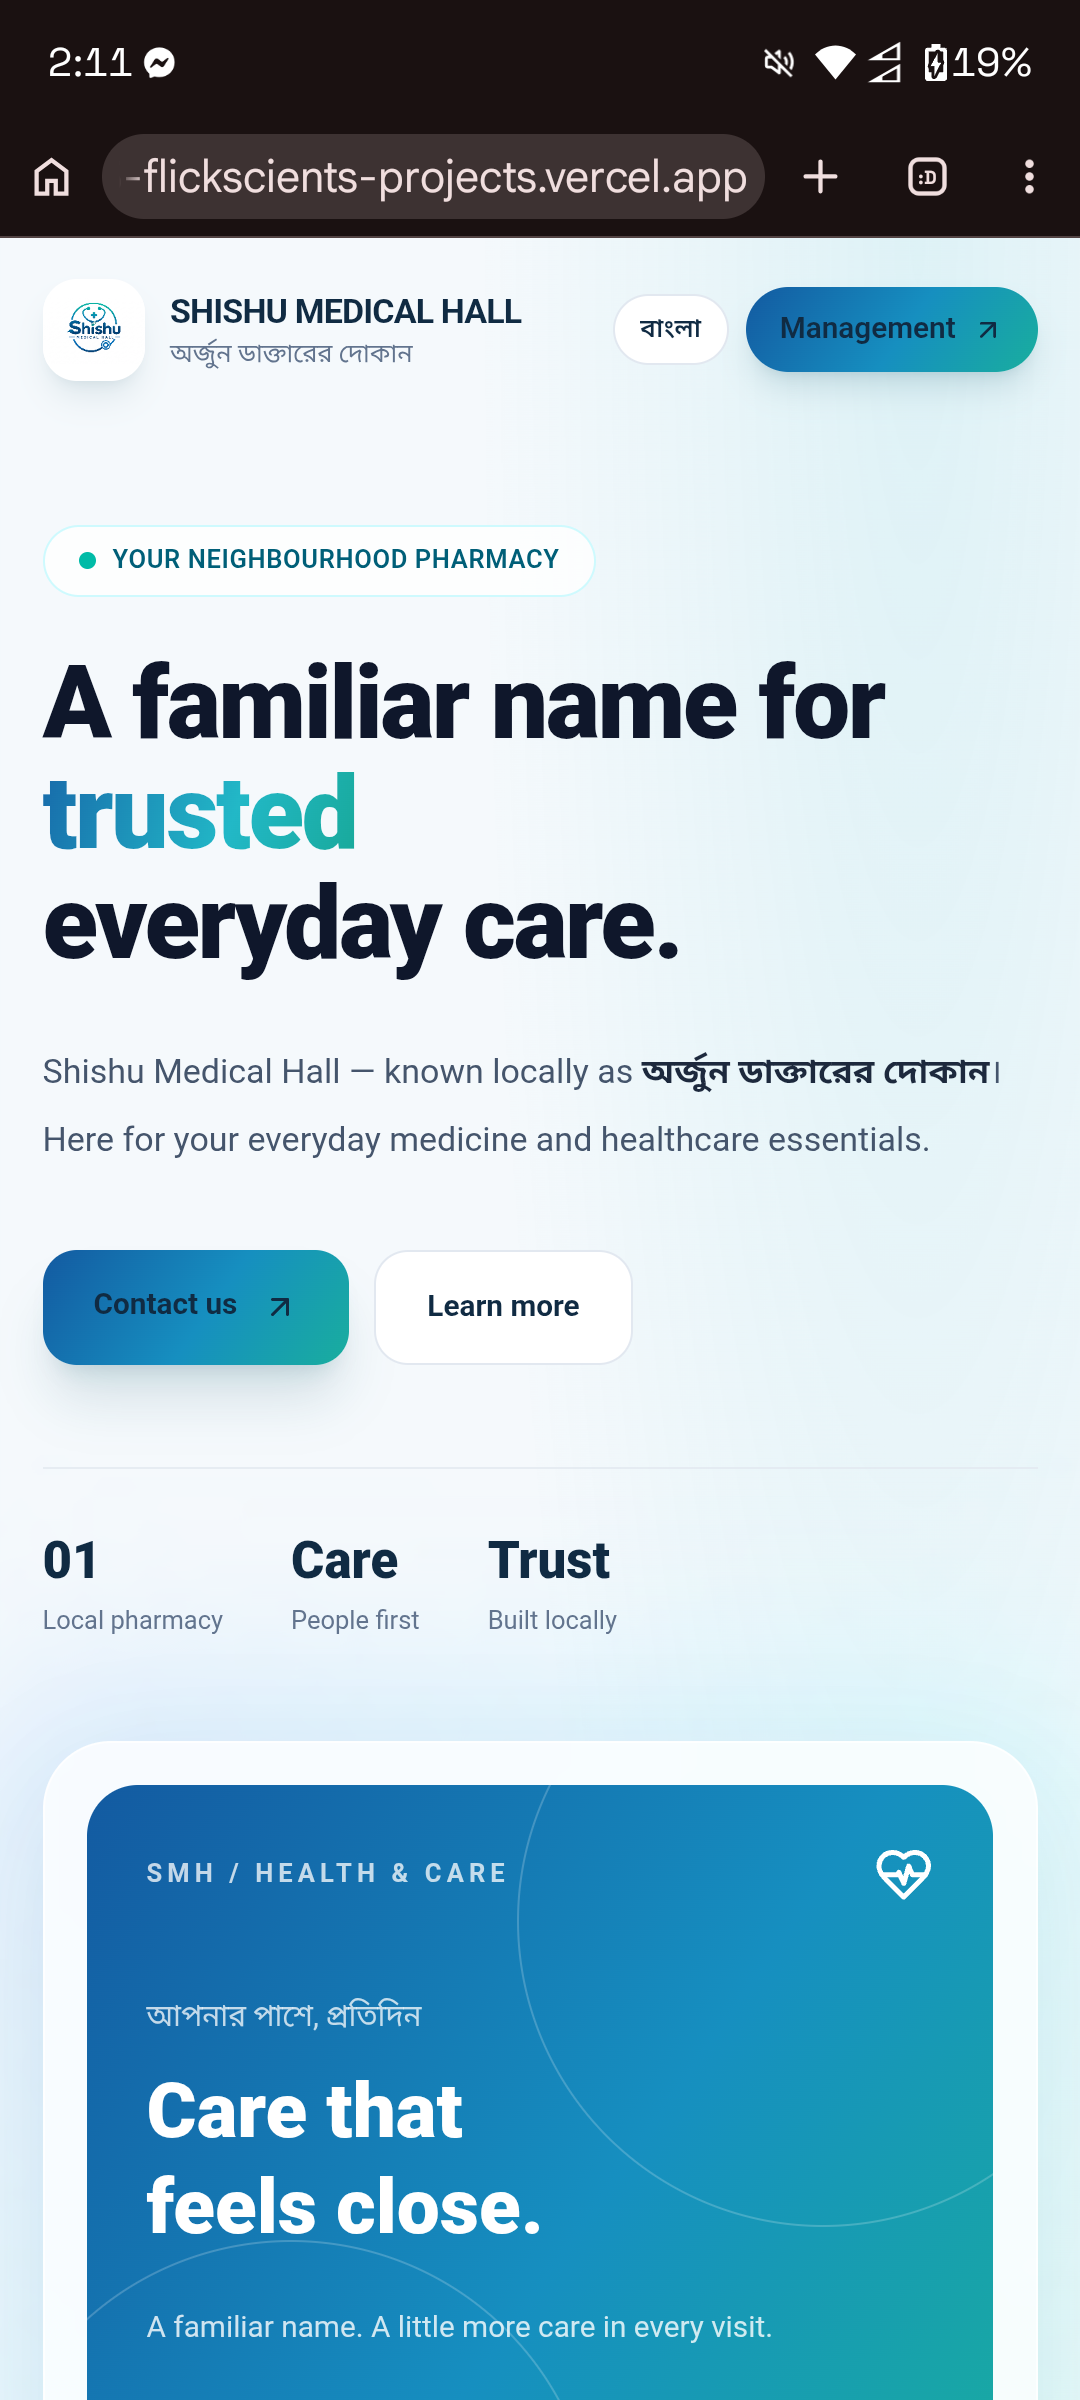 2:11
19%
-flickscients-projects.vercel.app
:D
Shishu
MEDICAL HALL
SHISHU MEDICAL HALL
অর্জুন ডাক্তারের দোকান
বাংলা
Management
YOUR NEIGHBOURHOOD PHARMACY
A familiar name for
trusted
everyday care.
Shishu Medical Hall — known locally as অর্জুন ডাক্তারের দোকান।
Here for your everyday medicine and healthcare essentials.
Contact us
Learn more
01
Care
Trust
Local pharmacy
People first
Built locally
SMH / HEALTH & CARE
আপনার পাশে, প্রতিদিন
Care that
feels close.
A familiar name. A little more care in every visit.